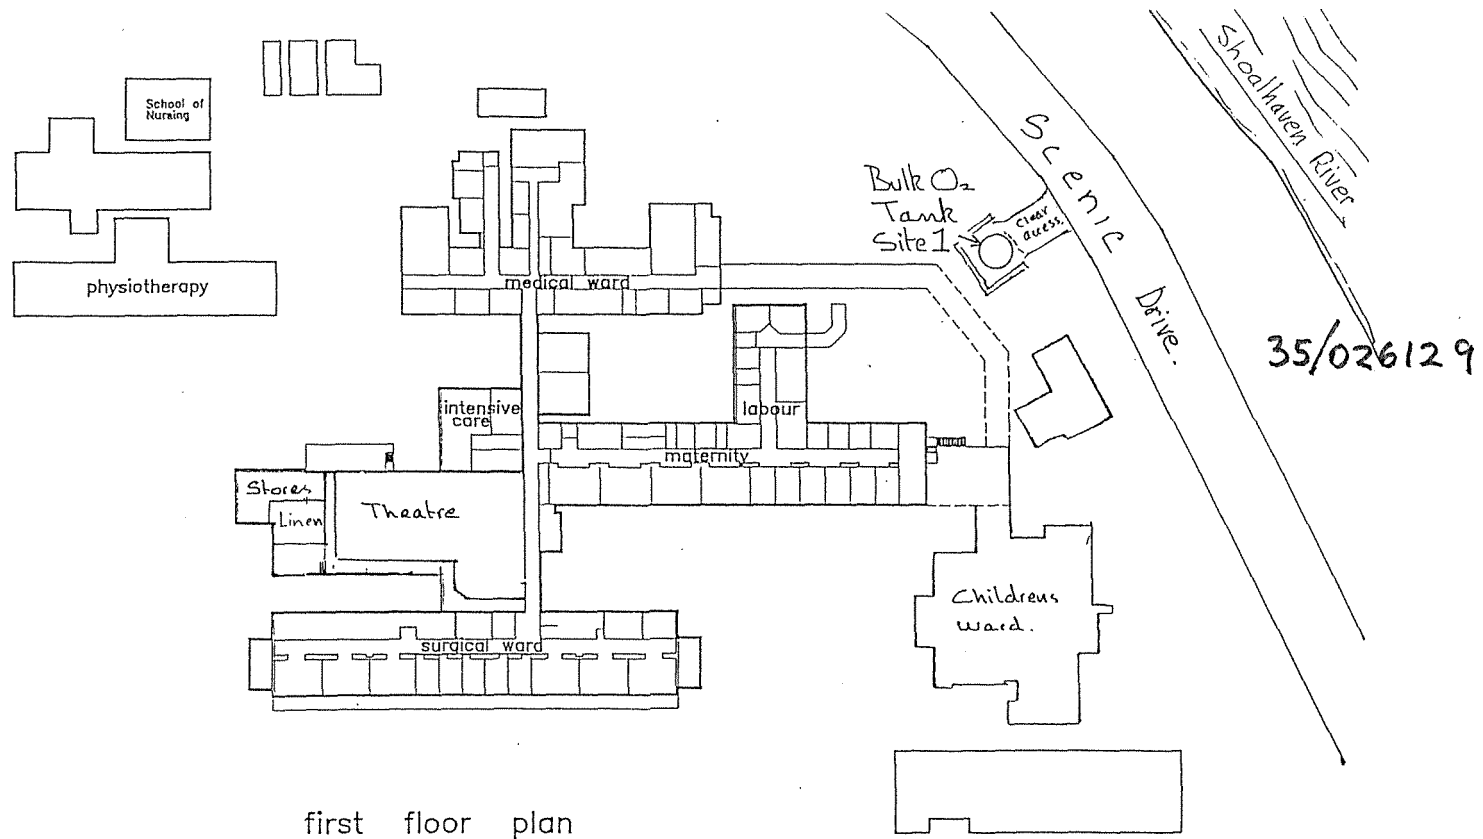 School of
Nursing
physiotherapy
medical ward
Bulk O₂
Tank
Site 1
Clear
access.
Scenic Drive.
Shoalhaven River
35/026129
intensive
care
labour
maternity
Stores
Linen
Theatre
surgical ward
Childrens
Ward.
first floor plan